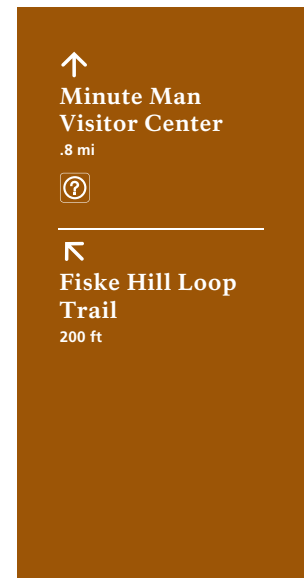 Minute Man
Visitor Center
.8 mi
?
Fiske Hill Loop
Trail
200 ft